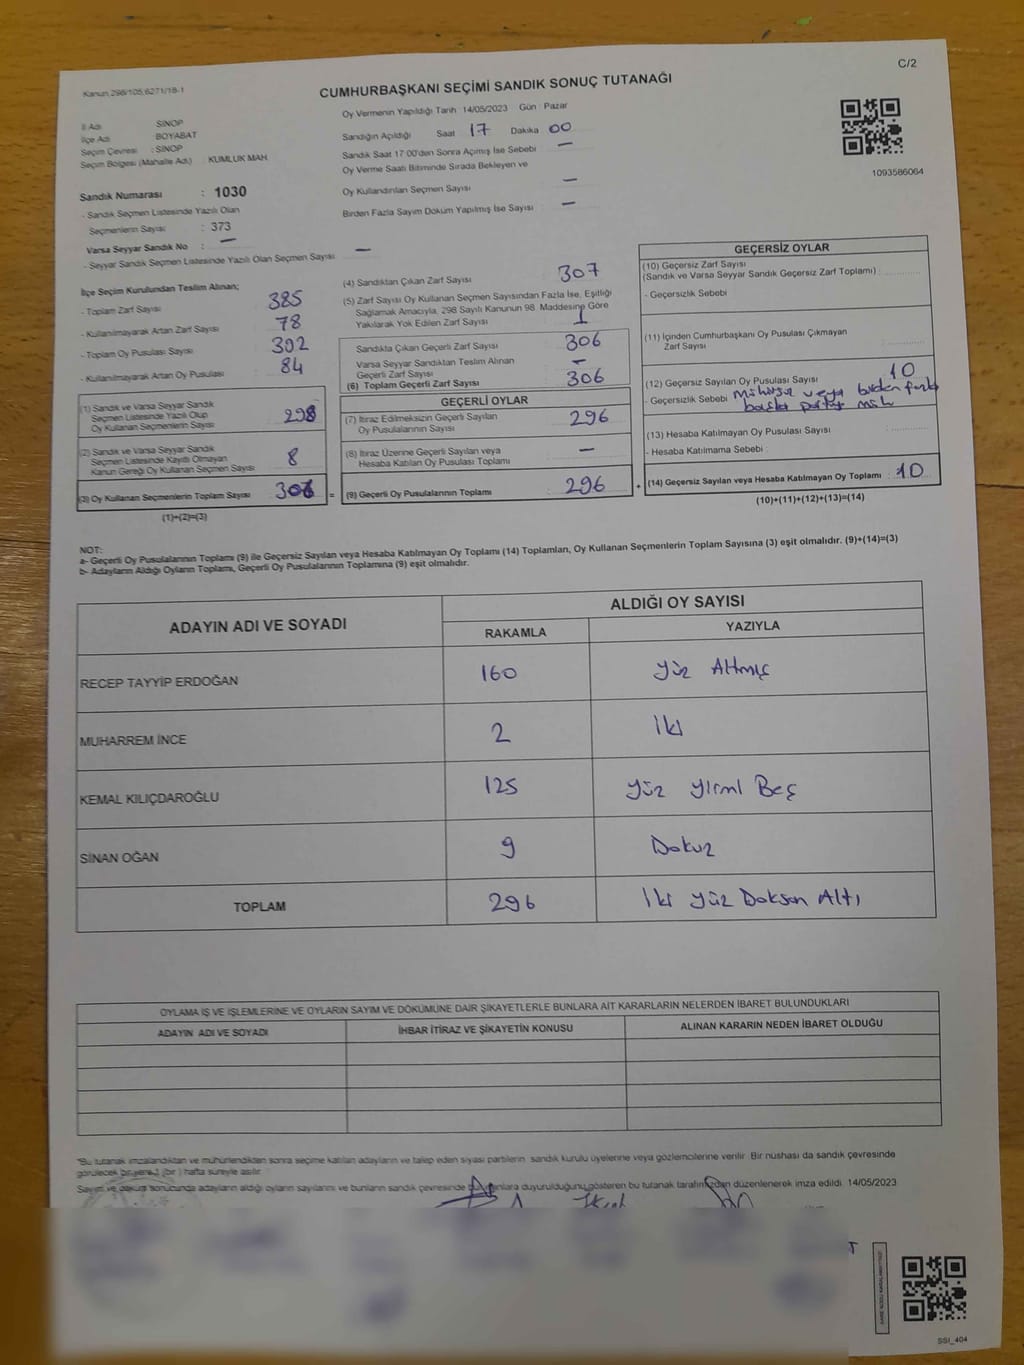 C/2
Kanun 298/105,6271/18-1
CUMHURBAŞKANI SEÇİMİ SANDIK SONUÇ TUTANAĞI
İl Adı : SİNOP
İlçe Adı : BOYABAT
Seçim Çevresi : SİNOP
Seçim Bölgesi (Mahalle Adı) : KUMLUK MAH.
Sandık Numarası : 1030
- Sandık Seçmen Listesinde Yazılı Olan
Seçmenlerin Sayısı : 373
Varsa Seyyar Sandık No : —
- Seyyar Sandık Seçmen Listesinde Yazılı Olan Seçmen Sayısı : —
Oy Vermenin Yapıldığı Tarih : 14/05/2023 Gün : Pazar
Sandığın Açıldığı Saat 17 Dakika 00
Sandık Saat 17:00'den Sonra Açılmış İse Sebebi : —
Oy Verme Saati Bitiminde Sırada Bekleyen ve
Oy Kullandırılan Seçmen Sayısı : —
Birden Fazla Sayım Döküm Yapılmış İse Sayısı : —
1093586064
İlçe Seçim Kurulundan Teslim Alınan;
- Toplam Zarf Sayısı : 385
- Kullanılmayarak Artan Zarf Sayısı : 78
- Toplam Oy Pusulası Sayısı : 392
- Kullanılmayarak Artan Oy Pusulası : 84
(1) Sandık ve Varsa Seyyar Sandık
Seçmen Listesinde Yazılı Olup
Oy Kullanan Seçmenlerin Sayısı : 298
(2) Sandık ve Varsa Seyyar Sandık
Seçmen Listesinde Kayıtlı Olmayan
Kanun Gereği Oy Kullanan Seçmen Sayısı : 8
(3) Oy Kullanan Seçmenlerin Toplam Sayısı : 306
(1)+(2)=(3)
(4) Sandıktan Çıkan Zarf Sayısı : 307
(5) Zarf Sayısı Oy Kullanan Seçmen Sayısından Fazla İse, Eşitliği
Sağlamak Amacıyla, 298 Sayılı Kanunun 98. Maddesine Göre
Yakılarak Yok Edilen Zarf Sayısı : 1
Sandıkta Çıkan Geçerli Zarf Sayısı : 306
Varsa Seyyar Sandıktan Teslim Alınan
Geçerli Zarf Sayısı : —
(6) Toplam Geçerli Zarf Sayısı : 306
GEÇERLİ OYLAR
(7) İtiraz Edilmeksizin Geçerli Sayılan
Oy Pusulalarının Sayısı : 296
(8) İtiraz Üzerine Geçerli Sayılan veya
Hesaba Katılan Oy Pusulası Toplamı : —
= (9) Geçerli Oy Pusulalarının Toplamı : 296 +
GEÇERSİZ OYLAR
(10) Geçersiz Zarf Sayısı
(Sandık ve Varsa Seyyar Sandık Geçersiz Zarf Toplamı) :
- Geçersizlik Sebebi :
(11) İçinden Cumhurbaşkanı Oy Pusulası Çıkmayan
Zarf Sayısı :
(12) Geçersiz Sayılan Oy Pusulası Sayısı : 10
- Geçersizlik Sebebi : Mühürsüz veya birden fazla
başka partiye müh
(13) Hesaba Katılmayan Oy Pusulası Sayısı :
- Hesaba Katılmama Sebebi :
(14) Geçersiz Sayılan veya Hesaba Katılmayan Oy Toplamı : 10
(10)+(11)+(12)+(13)=(14)
NOT:
a- Geçerli Oy Pusulalarının Toplamı (9) ile Geçersiz Sayılan veya Hesaba Katılmayan Oy Toplamı (14) Toplamları, Oy Kullanan Seçmenlerin Toplam Sayısına (3) eşit olmalıdır. (9)+(14)=(3)
b- Adayların Aldığı Oyların Toplamı, Geçerli Oy Pusulalarının Toplamına (9) eşit olmalıdır.
ADAYIN ADI VE SOYADI ALDIĞI OY SAYISI
RAKAMLA YAZIYLA
RECEP TAYYİP ERDOĞAN 160 Yüz Altmış
MUHARREM İNCE 2 İki
KEMAL KILIÇDAROĞLU 125 Yüz Yirmi Beş
SİNAN OĞAN 9 Dokuz
TOPLAM 296 İki Yüz Doksan Altı
OYLAMA İŞ VE İŞLEMLERİNE VE OYLARIN SAYIM VE DÖKÜMÜNE DAİR ŞİKAYETLERLE BUNLARA AİT KARARLARIN NELERDEN İBARET BULUNDUKLARI
ADAYIN ADI VE SOYADI İHBAR İTİRAZ VE ŞİKAYETİN KONUSU ALINAN KARARIN NEDEN İBARET OLDUĞU
"Bu tutanak imzalandıktan ve mühürlendikten sonra seçime katılan adayların ve talep eden siyasi partilerin sandık kurulu üyelerine veya gözlemcilerine verilir. Bir nüshası da sandık çevresinde
görülecek bir yere 1 (bir) hafta süreyle asılır.
Sayım ve döküm sonucunda adayların aldığı oyların sayılarını ve bunların sandık çevresinde bulunanlara duyurulduğunu gösteren bu tutanak tarafımızdan düzenlenerek imza edildi. 14/05/2023
SSI_404